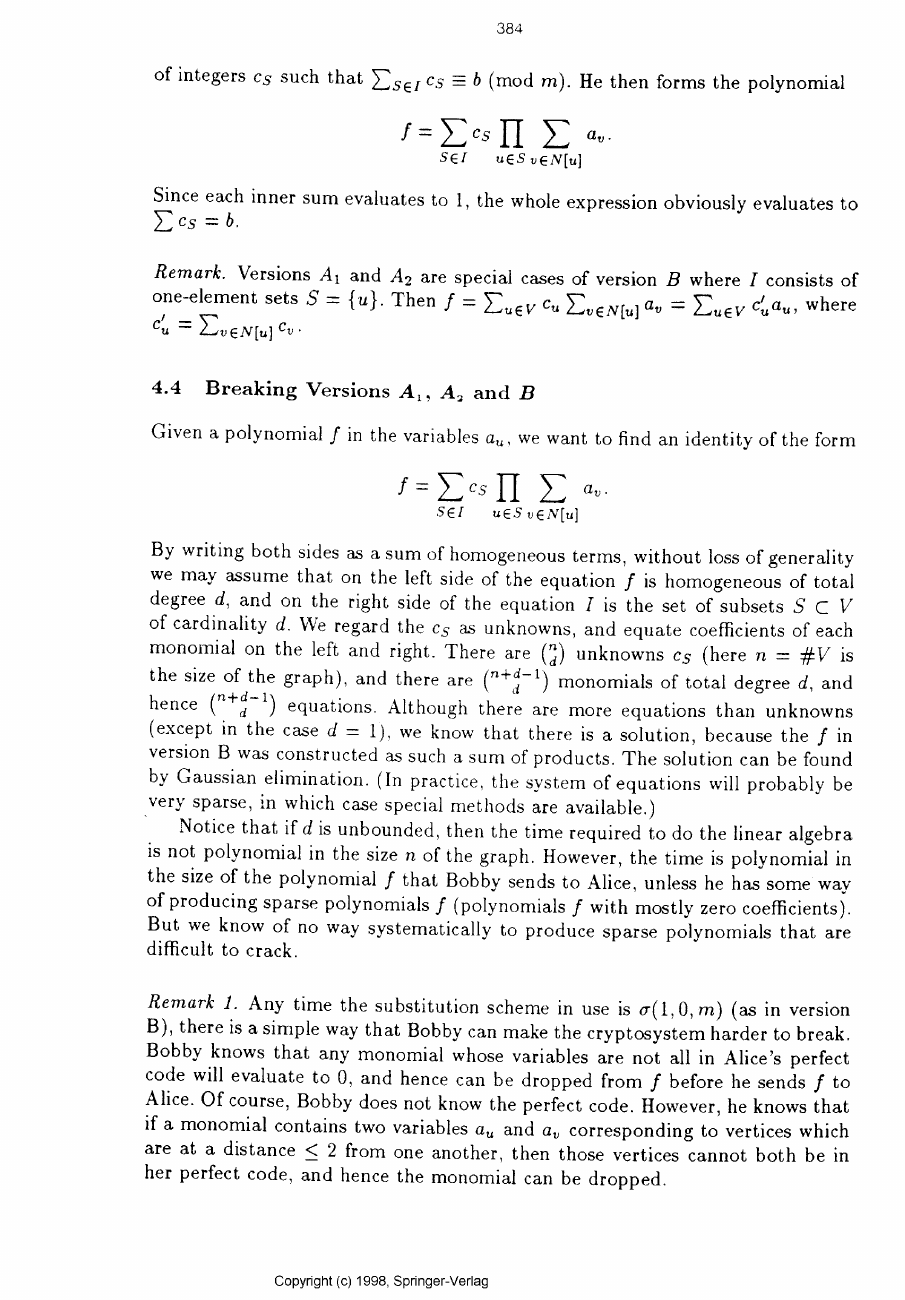 384
of integers c_S such that ∑_{S∈I} c_S ≡ b (mod m). He then forms the polynomial
f = ∑_{S∈I} c_S ∏_{u∈S} ∑_{v∈N[u]} a_v.
Since each inner sum evaluates to 1, the whole expression obviously evaluates to
∑ c_S = b.
Remark. Versions A_1 and A_2 are special cases of version B where I consists of
one-element sets S = {u}. Then f = ∑_{u∈V} c_u ∑_{v∈N[u]} a_v = ∑_{u∈V} c'_u a_u, where
c'_u = ∑_{v∈N[u]} c_v.
4.4 Breaking Versions A_1, A_2 and B
Given a polynomial f in the variables a_u, we want to find an identity of the form
f = ∑_{S∈I} c_S ∏_{u∈S} ∑_{v∈N[u]} a_v.
By writing both sides as a sum of homogeneous terms, without loss of generality
we may assume that on the left side of the equation f is homogeneous of total
degree d, and on the right side of the equation I is the set of subsets S ⊂ V
of cardinality d. We regard the c_S as unknowns, and equate coefficients of each
monomial on the left and right. There are \binom{n}{d} unknowns c_S (here n = #V is
the size of the graph), and there are \binom{n+d-1}{d} monomials of total degree d, and
hence \binom{n+d-1}{d} equations. Although there are more equations than unknowns
(except in the case d = 1), we know that there is a solution, because the f in
version B was constructed as such a sum of products. The solution can be found
by Gaussian elimination. (In practice, the system of equations will probably be
very sparse, in which case special methods are available.)
Notice that if d is unbounded, then the time required to do the linear algebra
is not polynomial in the size n of the graph. However, the time is polynomial in
the size of the polynomial f that Bobby sends to Alice, unless he has some way
of producing sparse polynomials f (polynomials f with mostly zero coefficients).
But we know of no way systematically to produce sparse polynomials that are
difficult to crack.
Remark 1. Any time the substitution scheme in use is σ(1,0,m) (as in version
B), there is a simple way that Bobby can make the cryptosystem harder to break.
Bobby knows that any monomial whose variables are not all in Alice's perfect
code will evaluate to 0, and hence can be dropped from f before he sends f to
Alice. Of course, Bobby does not know the perfect code. However, he knows that
if a monomial contains two variables a_u and a_v corresponding to vertices which
are at a distance ≤ 2 from one another, then those vertices cannot both be in
her perfect code, and hence the monomial can be dropped.
Copyright (c) 1998, Springer-Verlag